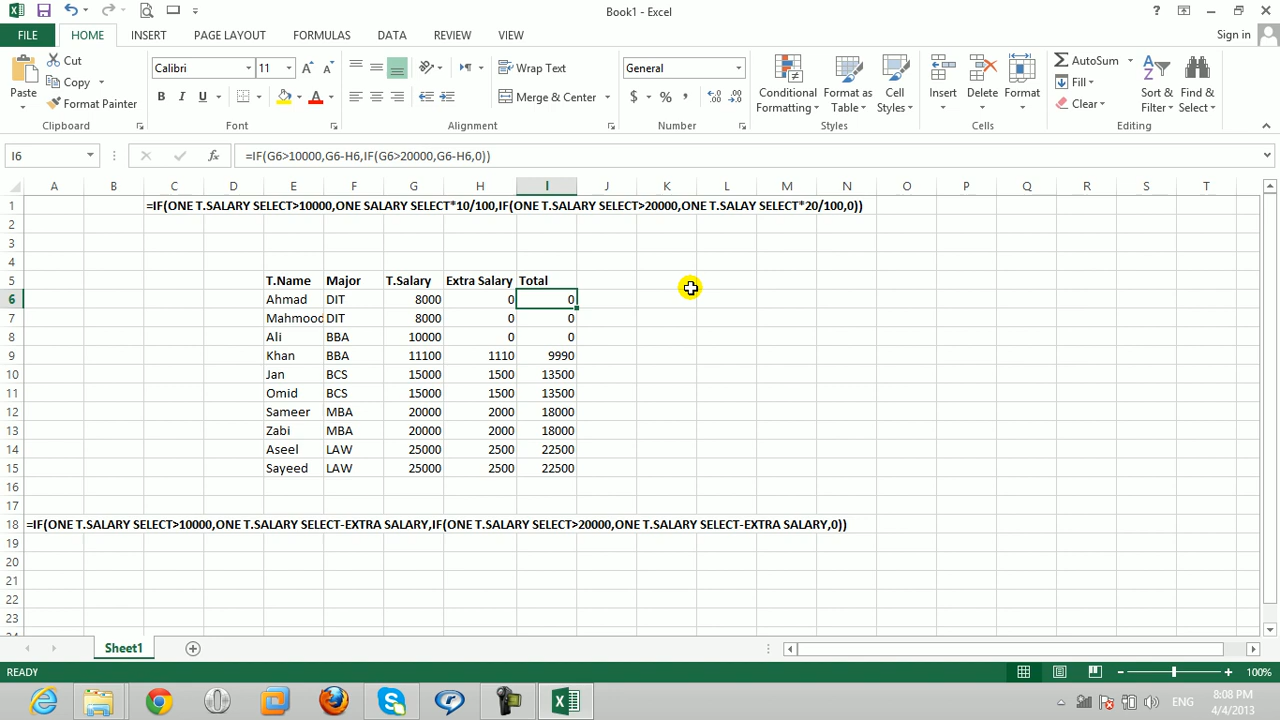 Book1 - Excel
?
FILE HOME INSERT PAGE LAYOUT FORMULAS DATA REVIEW VIEW Sign in
Paste
Cut
Copy
Format Painter
Clipboard
Calibri 11
B I U
Font
Wrap Text
Merge & Center
Alignment
General
$ % ,
Number
Conditional Formatting
Format as Table
Cell Styles
Styles
Insert Delete Format
Cells
AutoSum
Fill
Clear
Sort & Filter
Find & Select
Editing
I6 fx =IF(G6>10000,G6-H6,IF(G6>20000,G6-H6,0))
A B C D E F G H I J K L M N O P Q R S T
1 =IF(ONE T.SALARY SELECT>10000,ONE SALARY SELECT*10/100,IF(ONE T.SALARY SELECT>20000,ONE T.SALAY SELECT*20/100,0))
2
3
4
5 T.Name Major T.Salary Extra Salary Total
6 Ahmad DIT 8000 0 0
7 Mahmood DIT 8000 0 0
8 Ali BBA 10000 0 0
9 Khan BBA 11100 1110 9990
10 Jan BCS 15000 1500 13500
11 Omid BCS 15000 1500 13500
12 Sameer MBA 20000 2000 18000
13 Zabi MBA 20000 2000 18000
14 Aseel LAW 25000 2500 22500
15 Sayeed LAW 25000 2500 22500
16
17
18 =IF(ONE T.SALARY SELECT>10000,ONE T.SALARY SELECT-EXTRA SALARY,IF(ONE T.SALARY SELECT>20000,ONE T.SALARY SELECT-EXTRA SALARY,0))
19
20
21
22
23
24
Sheet1
READY 100%
ENG
8:08 PM
4/4/2013